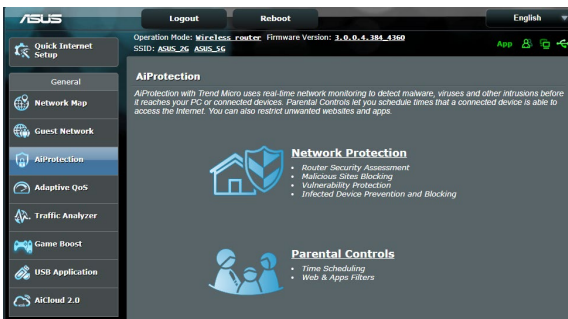 ASUS
Logout
Reboot
English
Quick Internet Setup
Operation Mode: Wireless router Firmware Version: 3.0.0.4.384_4360
SSID: ASUS_2G ASUS_5G
App
General
Network Map
Guest Network
AiProtection
Adaptive QoS
Traffic Analyzer
Game Boost
USB Application
AiCloud 2.0
AiProtection
AiProtection with Trend Micro uses real-time network monitoring to detect malware, viruses and other intrusions before
it reaches your PC or connected devices. Parental Controls let you schedule times that a connected device is able to
access the Internet. You can also restrict unwanted websites and apps.
Network Protection
Router Security Assessment
Malicious Sites Blocking
Vulnerability Protection
Infected Device Prevention and Blocking
Parental Controls
Time Scheduling
Web & Apps Filters